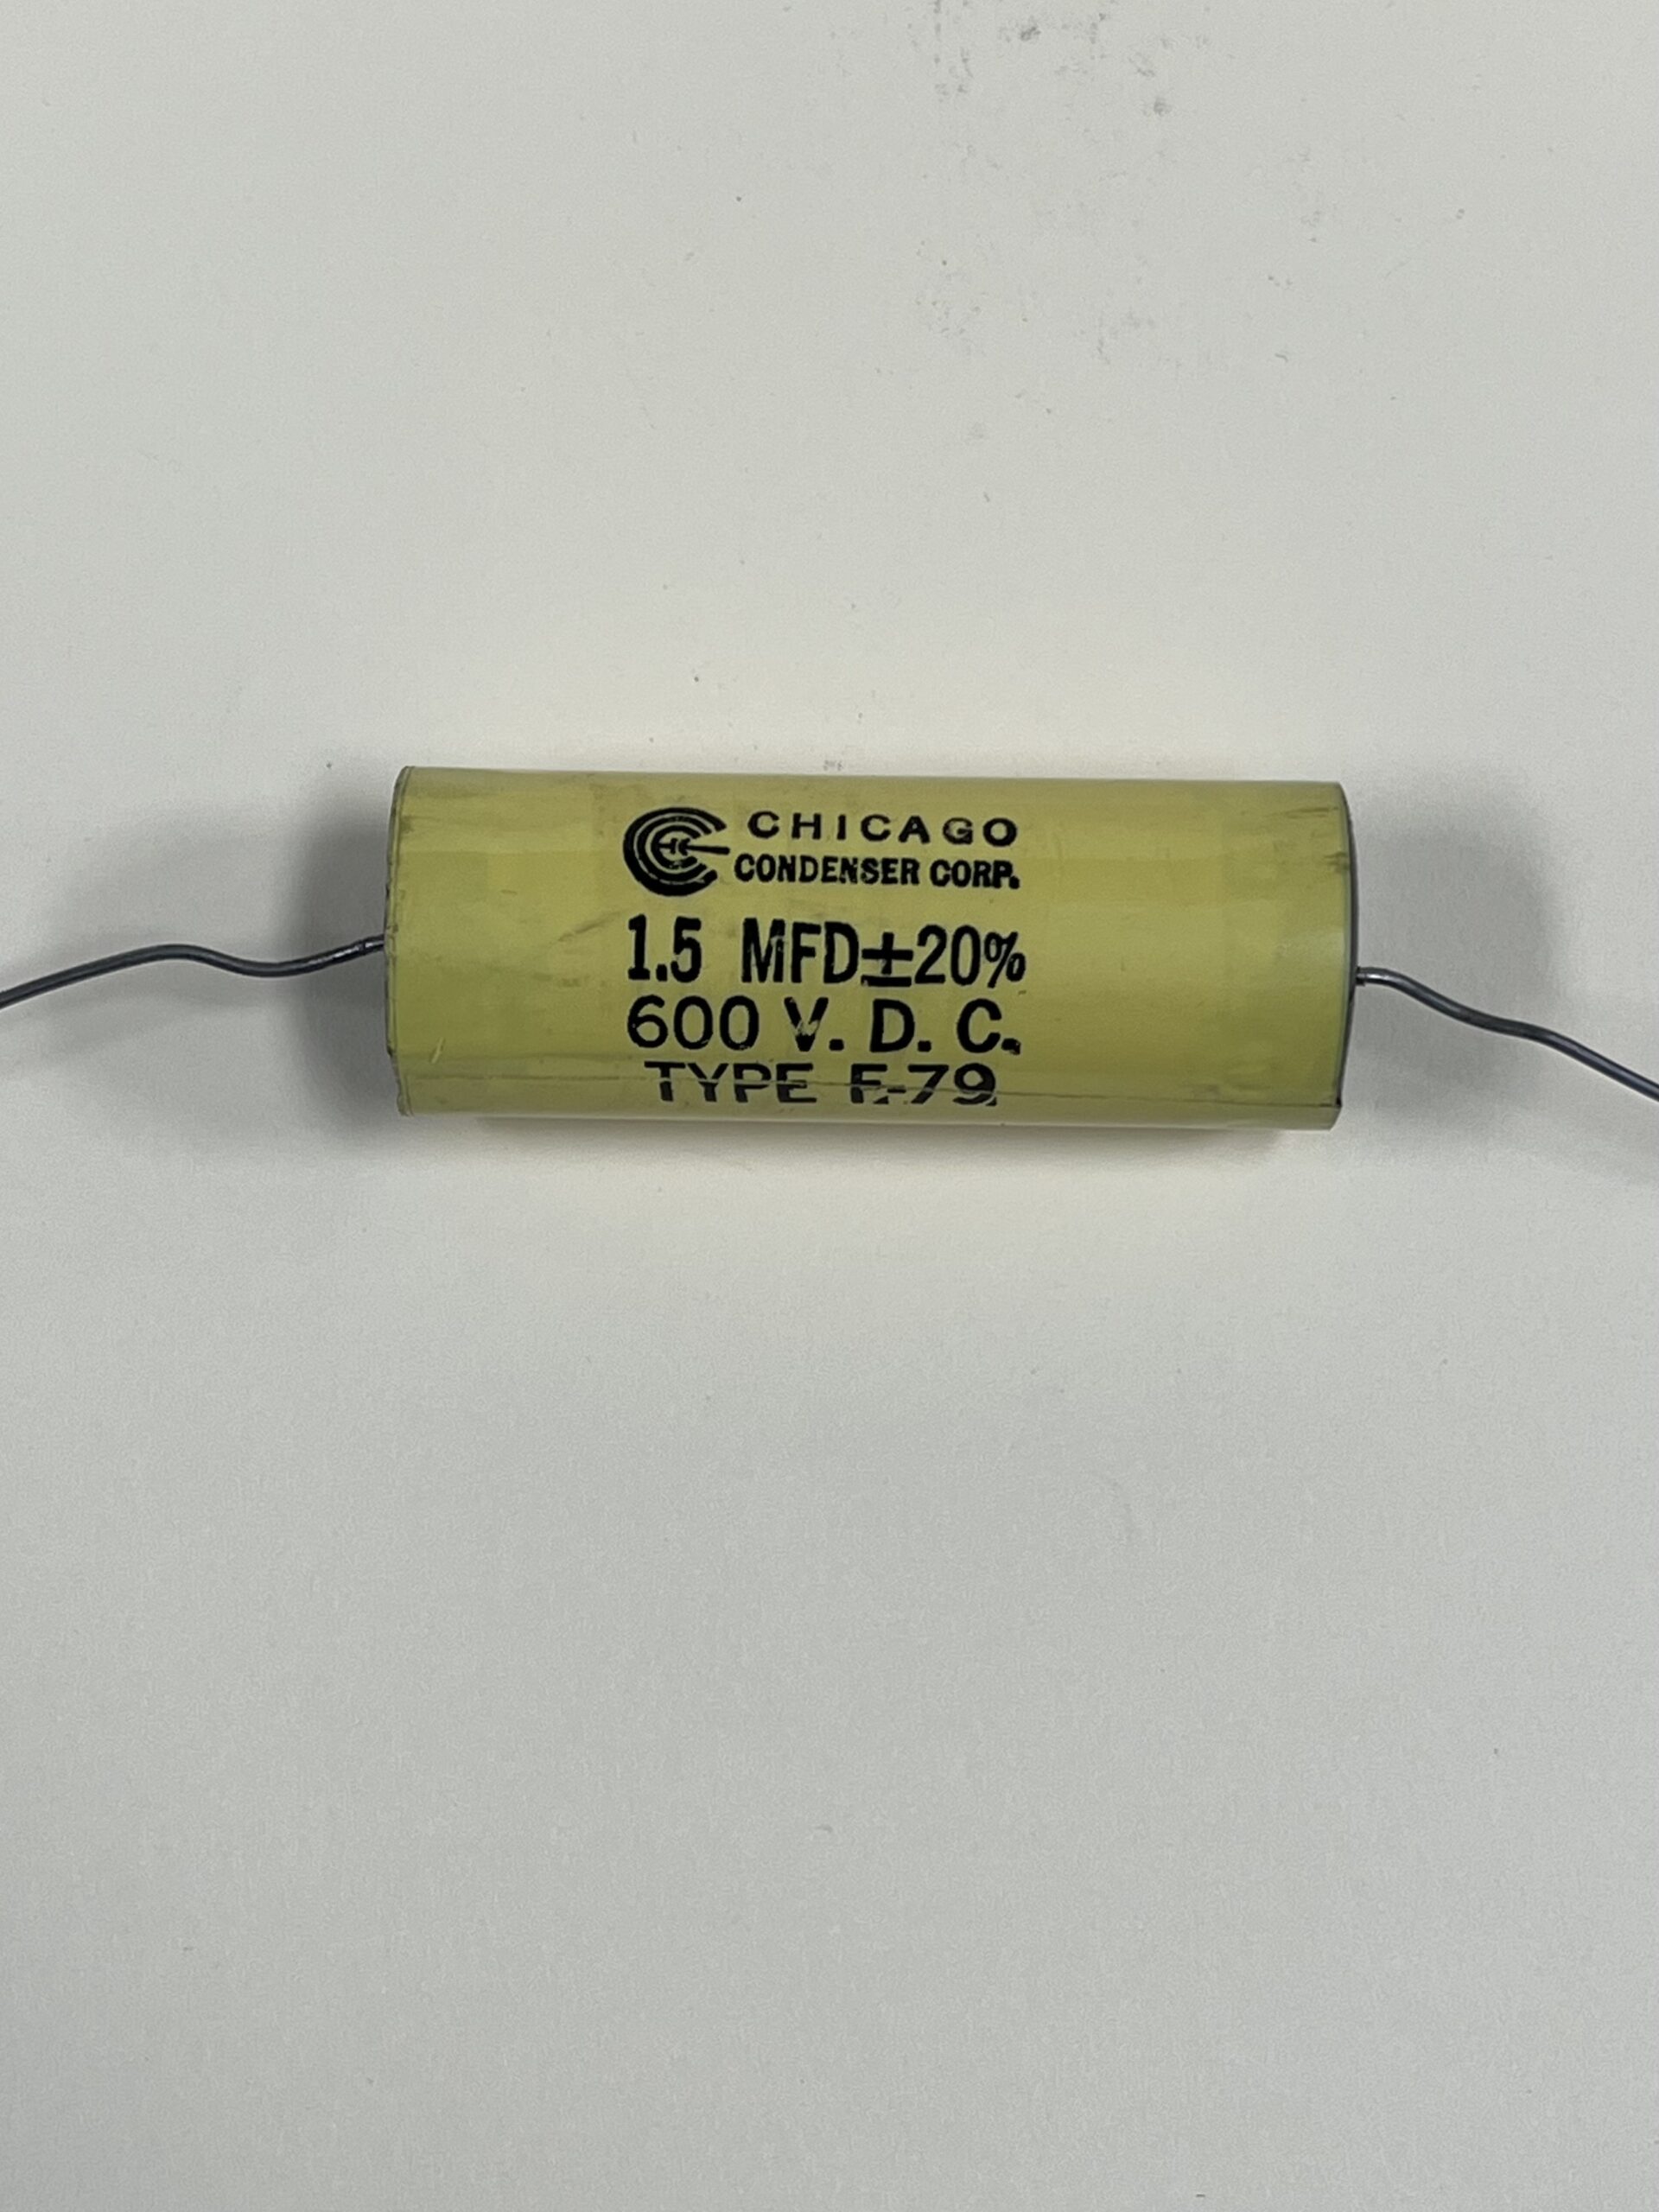 CHICAGO
CONDENSER CORP.
1.5 MFD±20%
600 V. D. C.
TYPE F-79